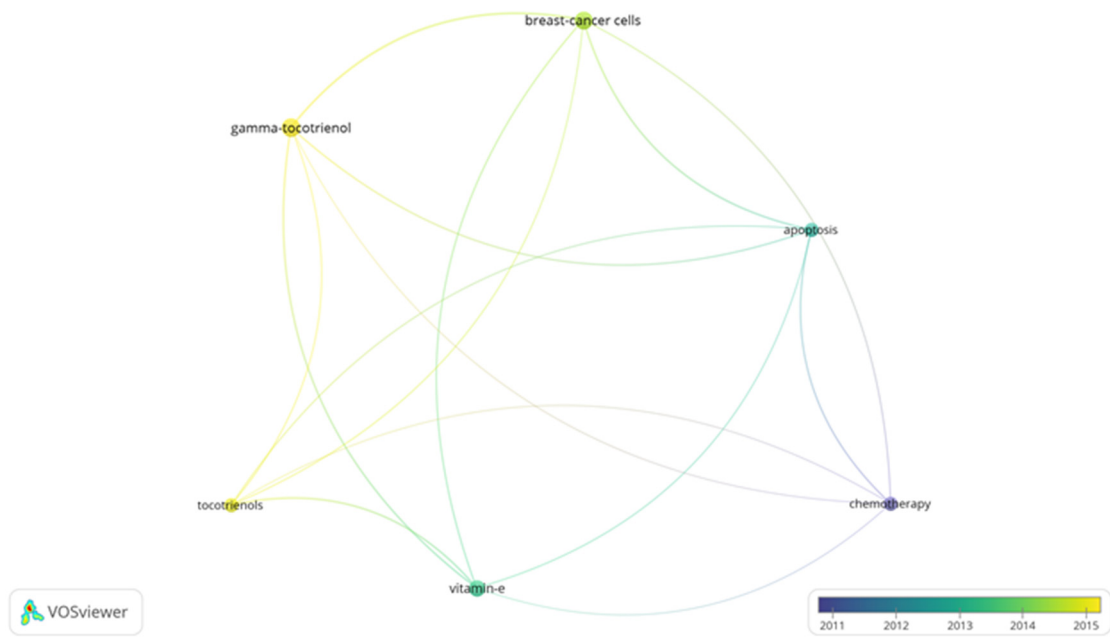 breast-cancer cells
gamma-tocotrienol
apoptosis
tocotrienols
chemotherapy
vitamin-e
VOSviewer
2011 2012 2013 2014 2015